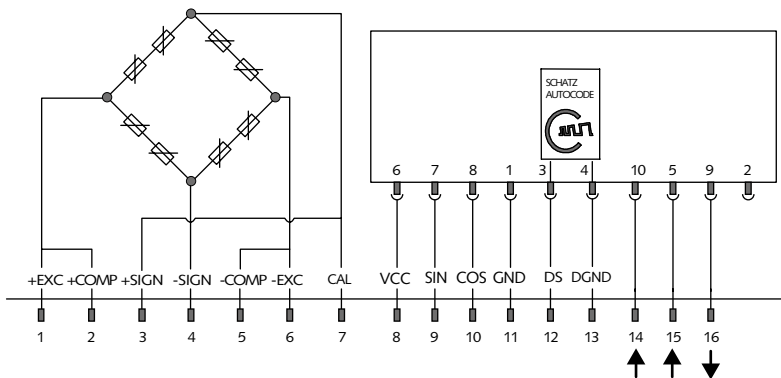 SCHATZ
AUTOCODE
6 7 8 1 3 4 10 5 9 2
+EXC +COMP +SIGN -SIGN -COMP -EXC CAL VCC SIN COS GND DS DGND
1 2 3 4 5 6 7 8 9 10 11 12 13 14 15 16